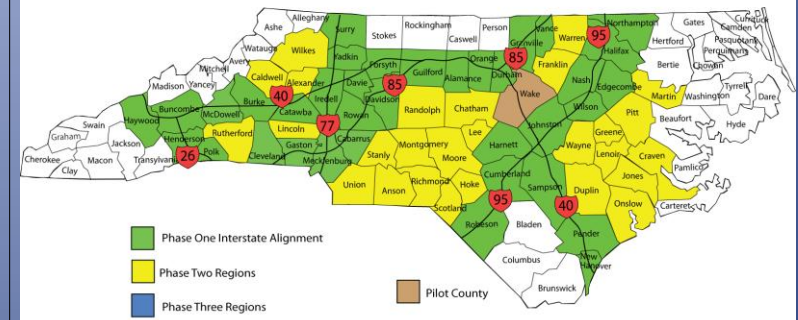 Alleghany
Ashe
Surry
Stokes
Rockingham
Caswell
Person
Granville
Vance
Warren
95
Northampton
Gates
Currituck
Camden
Pasquotank
Perquimans
Chowan
Hertford
Halifax
Bertie
Watauga
Wilkes
Yadkin
Forsyth
Guilford
Alamance
Orange
Durham
85
Franklin
Nash
Edgecombe
Martin
Washington
Tyrrell
Dare
Mitchell
Avery
Caldwell
Alexander
Davie
85
Madison
Yancey
Burke
40
Iredell
Davidson
Randolph
Chatham
Wake
Wilson
Pitt
Beaufort
Hyde
Buncombe
McDowell
Catawba
Rowan
Johnston
Greene
Haywood
Swain
Rutherford
Lincoln
77
Cabarrus
Lee
Wayne
Lenoir
Craven
Graham
Jackson
Henderson
Gaston
Stanly
Montgomery
Moore
Harnett
Jones
Pamlico
Cherokee
Macon
Transylvania
26
Polk
Cleveland
Mecklenburg
Clay
Union
Anson
Richmond
Hoke
Cumberland
Sampson
Duplin
Onslow
Carteret
Scotland
95
40
Robeson
Bladen
Pender
Columbus
New
Hanover
Brunswick
Phase One Interstate Alignment
Phase Two Regions
Phase Three Regions
Pilot County